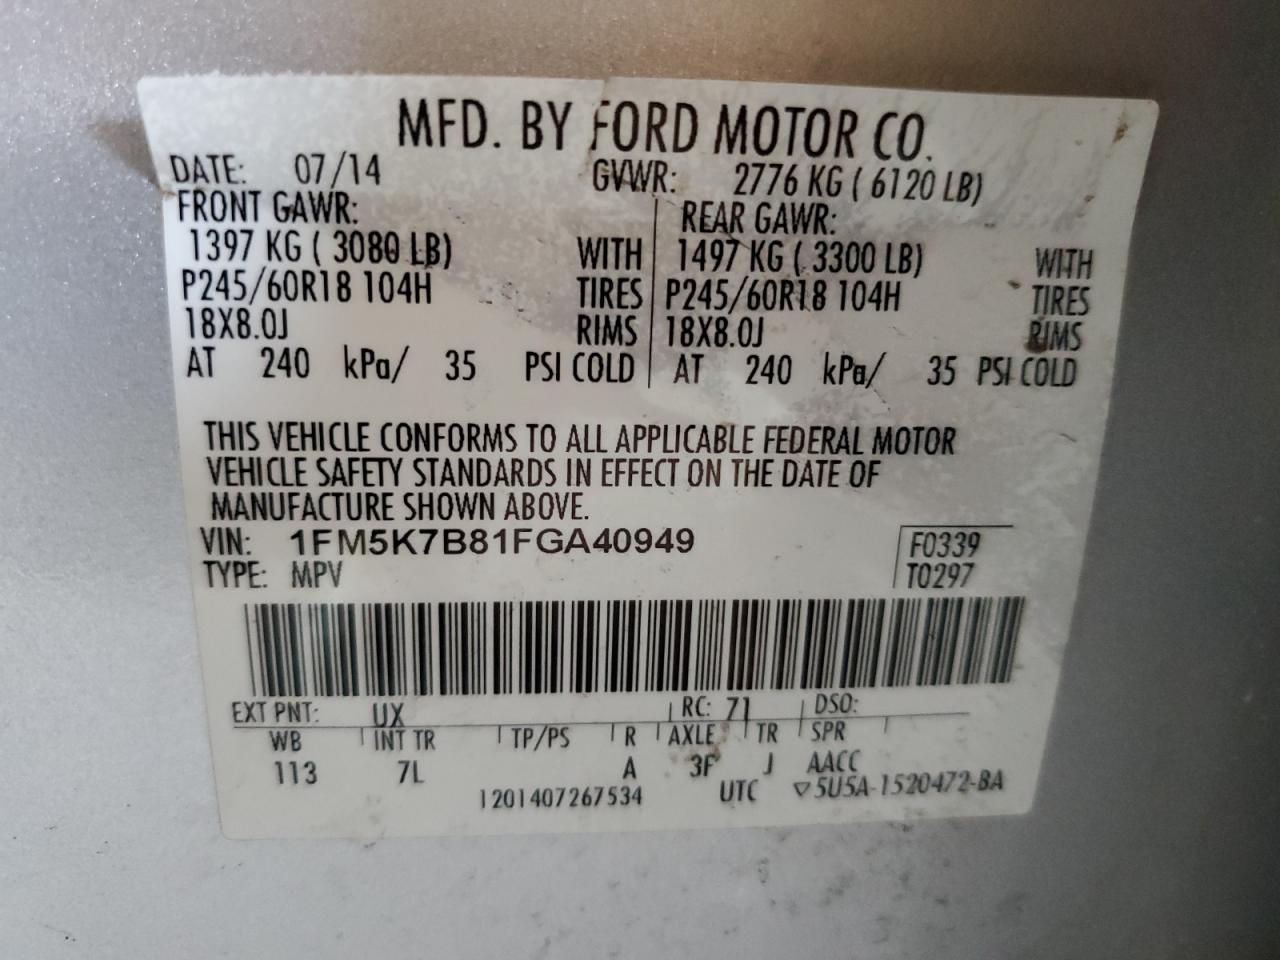 MFD. BY FORD MOTOR CO.
DATE: 07/14 GVWR: 2776 KG ( 6120 LB)
FRONT GAWR: REAR GAWR:
1397 KG ( 3080 LB) WITH 1497 KG ( 3300 LB) WITH
P245/60R18 104H TIRES P245/60R18 104H TIRES
18X8.0J RIMS 18X8.0J RIMS
AT 240 kPa/ 35 PSI COLD AT 240 kPa/ 35 PSI COLD
THIS VEHICLE CONFORMS TO ALL APPLICABLE FEDERAL MOTOR
VEHICLE SAFETY STANDARDS IN EFFECT ON THE DATE OF
MANUFACTURE SHOWN ABOVE.
VIN: 1FM5K7B81FGA40949 F0339
TYPE: MPV T0297
EXT PNT: UX RC: 71 DSO:
WB INT TR TP/PS R AXLE TR SPR
113 7L A 3F J AACC
1201407267534 UTC ▽5U5A-1520472-BA